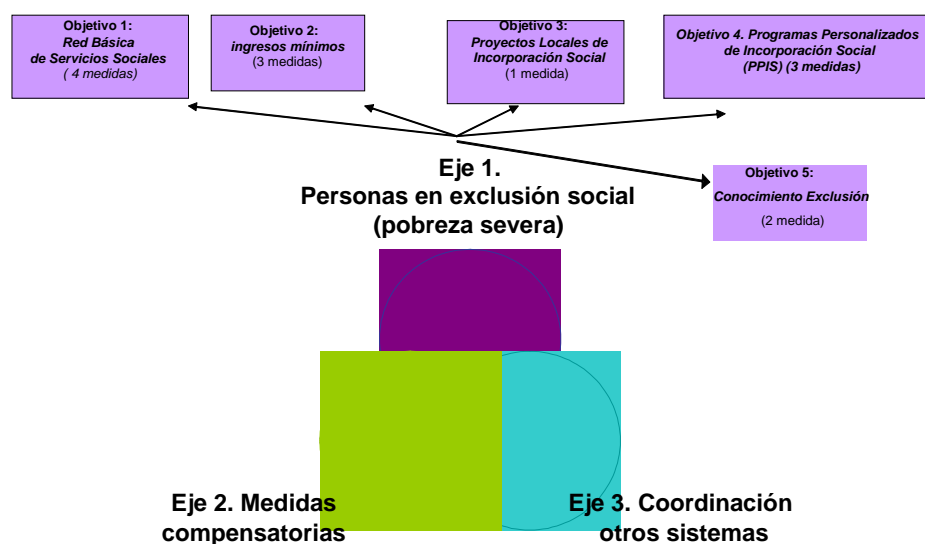 Objetivo 1:
Red Básica
de Servicios Sociales
( 4 medidas)
Objetivo 2:
ingresos mínimos
(3 medidas)
Objetivo 3:
Proyectos Locales de
Incorporación Social
(1 medida)
Objetivo 4. Programas Personalizados
de Incorporación Social
(PPIS) (3 medidas)
Eje 1.
Personas en exclusión social
(pobreza severa)
Objetivo 5:
Conocimiento Exclusión
(2 medida)
Eje 2. Medidas
compensatorias
Eje 3. Coordinación
otros sistemas